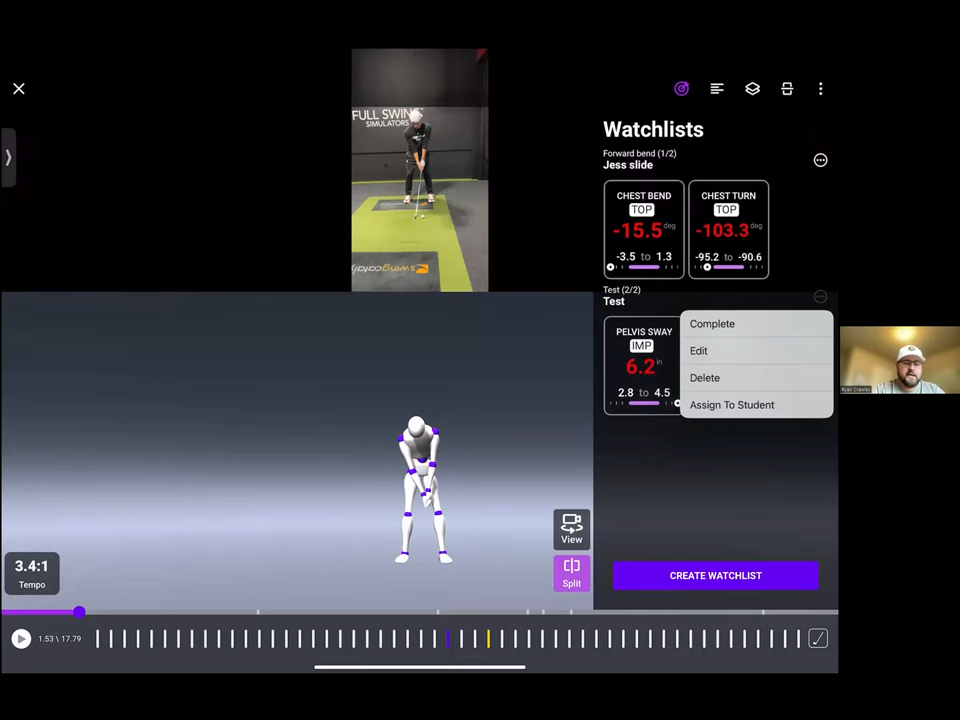 FULL SWING
SIMULATORS
swingcataly
Watchlists
Forward bend (1/2)
Jess slide
CHEST BEND
TOP
-15.5 deg
-3.5 to 1.3
CHEST TURN
TOP
-103.3 deg
-95.2 to -90.6
Test (2/2)
Test
PELVIS SWAY
IMP
6.2 in
2.8 to 4.5
Complete
Edit
Delete
Assign To Student
CREATE WATCHLIST
View
Split
3.4:1
Tempo
1.53 \ 17.79
Ryan Crawley